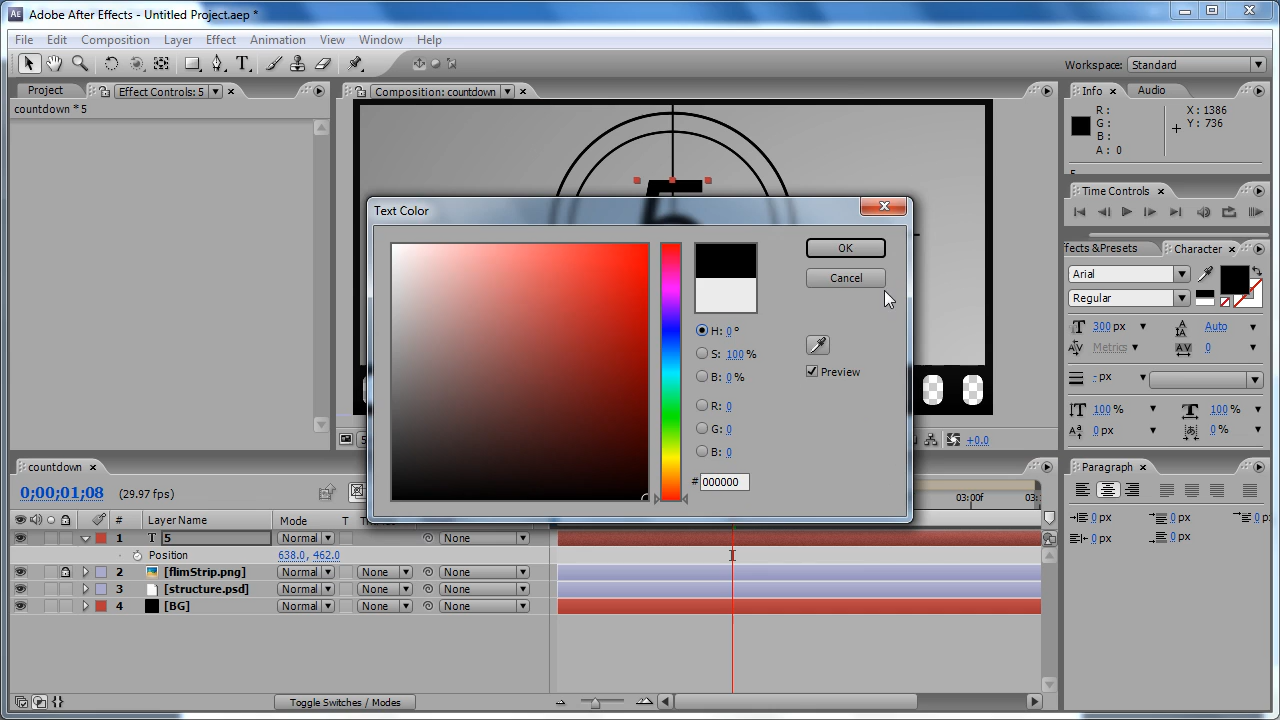 Adobe After Effects - Untitled Project.aep *
File Edit Composition Layer Effect Animation View Window Help
Workspace: Standard
Project Effect Controls: 5 Composition: countdown Info Audio
countdown * 5
R: X: 1386
G: Y: 736
B:
A: 0
Time Controls
Text Color
OK
Cancel
H: 0 °
S: 100 %
B: 0 %
Preview
R: 0
G: 0
B: 0
# 000000
ffects&Presets Character
Arial
Regular
300 px Auto
Metrics 0
- px
100 % 100 %
0 px 0 %
+0.0
countdown
Paragraph
0;00;01;08 (29.97 fps)
03:00f 03:
# Layer Name Mode T
1 T 5 Normal None
Position 638.0, 462.0
2 [flimStrip.png] Normal None None
3 [structure.psd] Normal None None
4 [BG] Normal None None
0 px 0 px 0 px
0 px 0 px
Toggle Switches / Modes